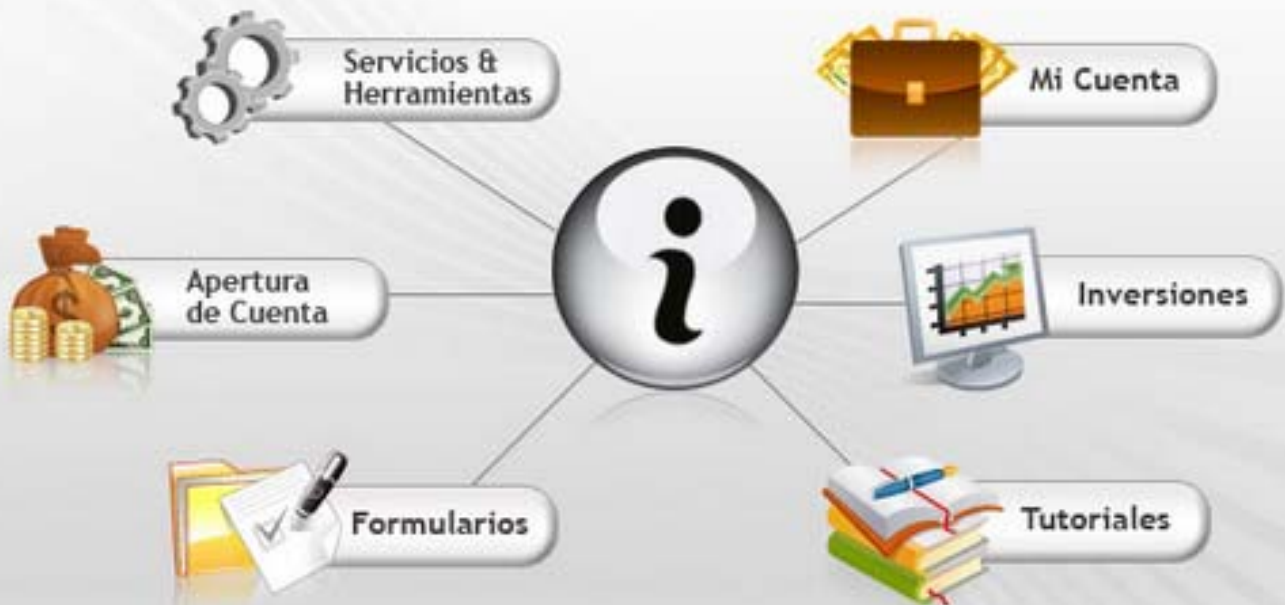 Servicios &
Herramientas
Mi Cuenta
i
Apertura
de Cuenta
Inversiones
Formularios
Tutoriales